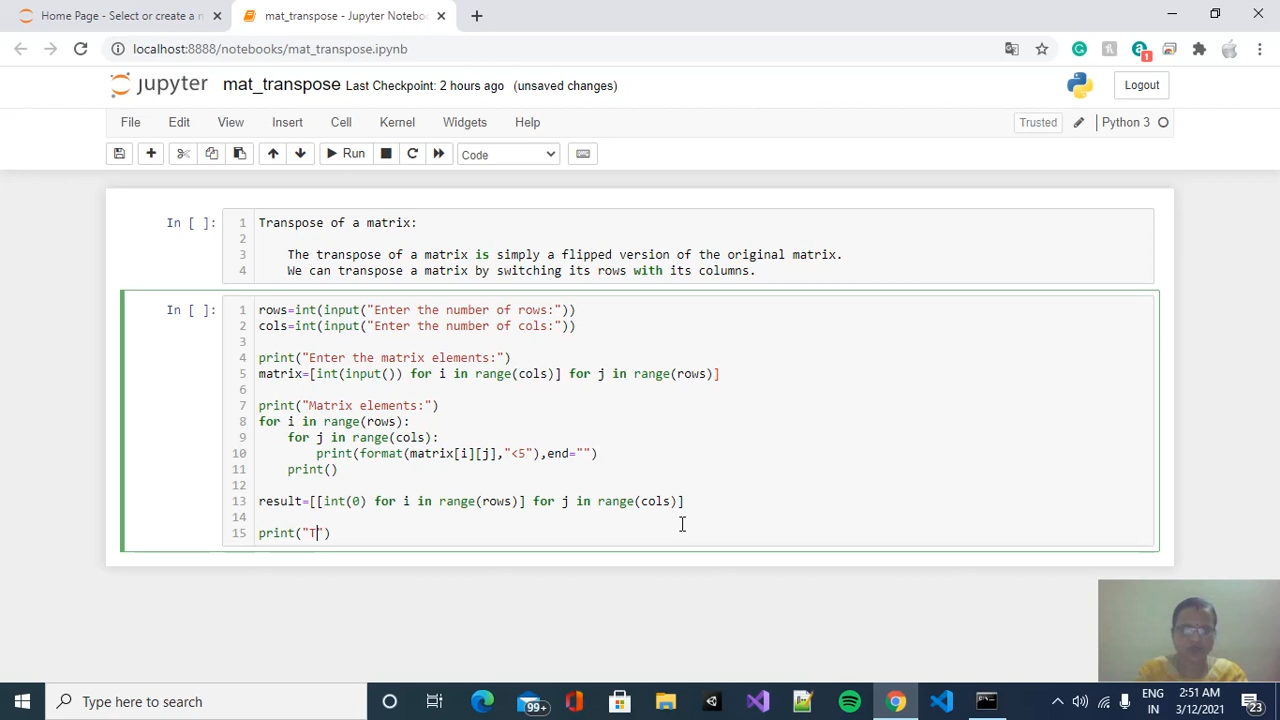 Home Page - Select or create a n
mat_transpose - Jupyter Noteboo
localhost:8888/notebooks/mat_transpose.ipynb
1
jupyter mat_transpose Last Checkpoint: 2 hours ago (unsaved changes)
Logout
File Edit View Insert Cell Kernel Widgets Help
Trusted Python 3
Run Code
In [ ]:
1 Transpose of a matrix:
2
3 The transpose of a matrix is simply a flipped version of the original matrix.
4 We can transpose a matrix by switching its rows with its columns.
In [ ]:
1 rows=int(input("Enter the number of rows:"))
2 cols=int(input("Enter the number of cols:"))
3
4 print("Enter the matrix elements:")
5 matrix=[int(input()) for i in range(cols)] for j in range(rows)]
6
7 print("Matrix elements:")
8 for i in range(rows):
9 for j in range(cols):
10 print(format(matrix[i][j],"<5"),end="")
11 print()
12
13 result=[[int(0) for i in range(rows)] for j in range(cols)]
14
15 print("T")
Type here to search
99+
ENG
IN
2:51 AM
3/12/2021
23